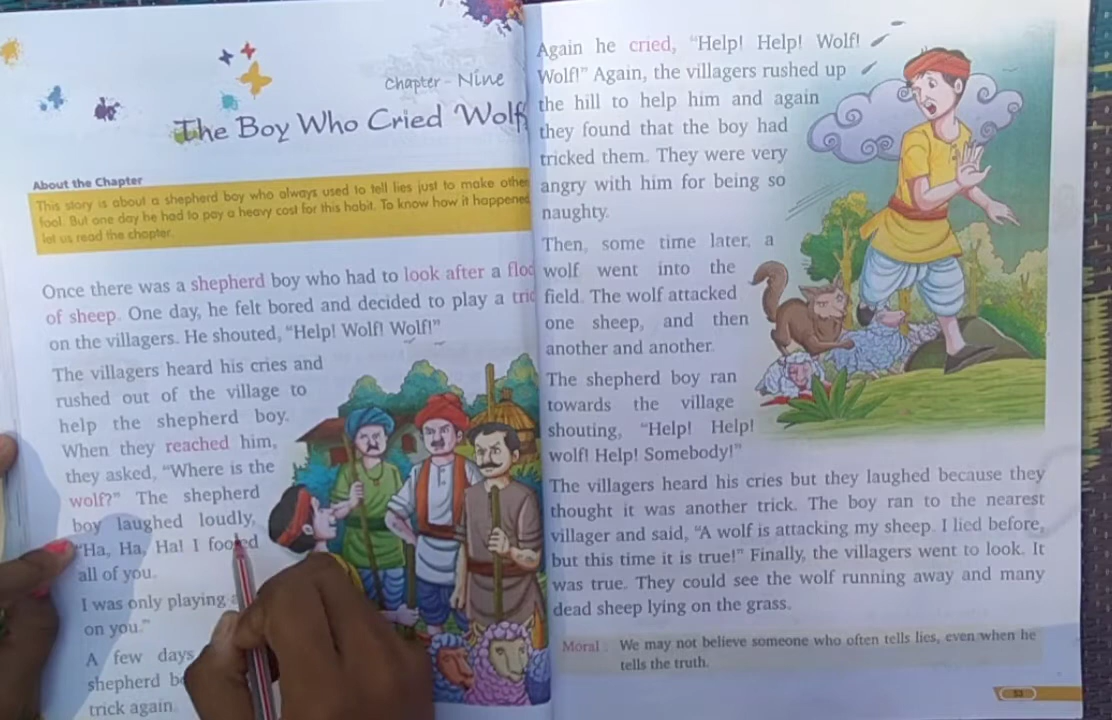 Chapter - Nine
The Boy Who Cried Wolf
About the Chapter
This story is about a shepherd boy who always used to tell lies just to make other
fool. But one day he had to pay a heavy cost for this habit. To know how it happened
let us read the chapter.
Once there was a shepherd boy who had to look after a floc
of sheep. One day, he felt bored and decided to play a tric
on the villagers. He shouted, “Help! Wolf! Wolf!”
The villagers heard his cries and
rushed out of the village to
help the shepherd boy.
When they reached him,
they asked, “Where is the
wolf?” The shepherd
boy laughed loudly,
“Ha, Ha, Ha! I fooled
all of you.
I was only playing
on you.”
A few days
shepherd
trick again.
Again he cried, “Help! Help! Wolf!
Wolf!” Again, the villagers rushed up
the hill to help him and again
they found that the boy had
tricked them. They were very
angry with him for being so
naughty.
Then, some time later, a
wolf went into the
field. The wolf attacked
one sheep, and then
another and another.
The shepherd boy ran
towards the village
shouting, “Help! Help!
wolf! Help! Somebody!”
The villagers heard his cries but they laughed because they
thought it was another trick. The boy ran to the nearest
villager and said, “A wolf is attacking my sheep. I lied before,
but this time it is true!” Finally, the villagers went to look. It
was true. They could see the wolf running away and many
dead sheep lying on the grass.
Moral : We may not believe someone who often tells lies, even when he
tells the truth.